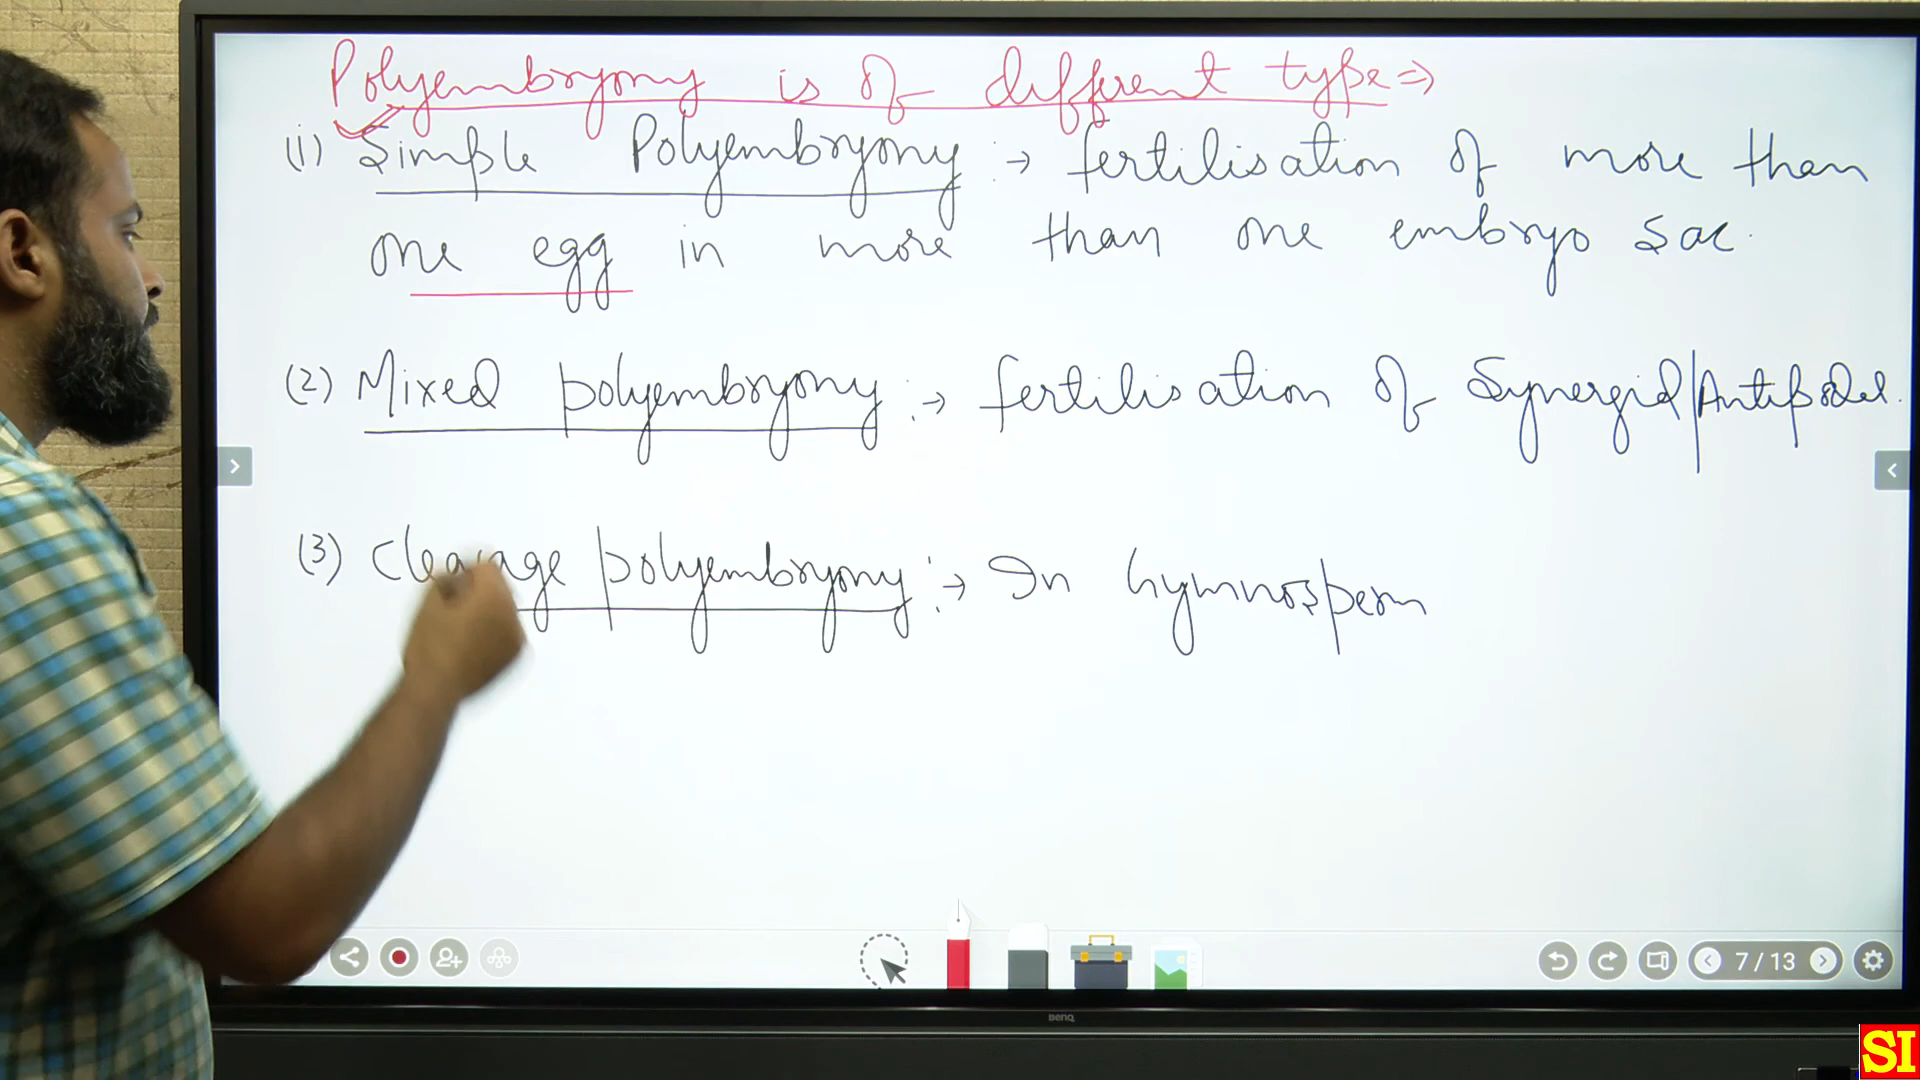 Polyembryony is of different type ⇒
(1) Simple Polyembryony :→ fertilisation of more than
one egg in more than one embryo sac.
(2) Mixed polyembryony :→ fertilisation of Synergid/Antipodal.
(3) Cleavage polyembryony :→ In Gymnosperm
7 / 13
BenQ
SI